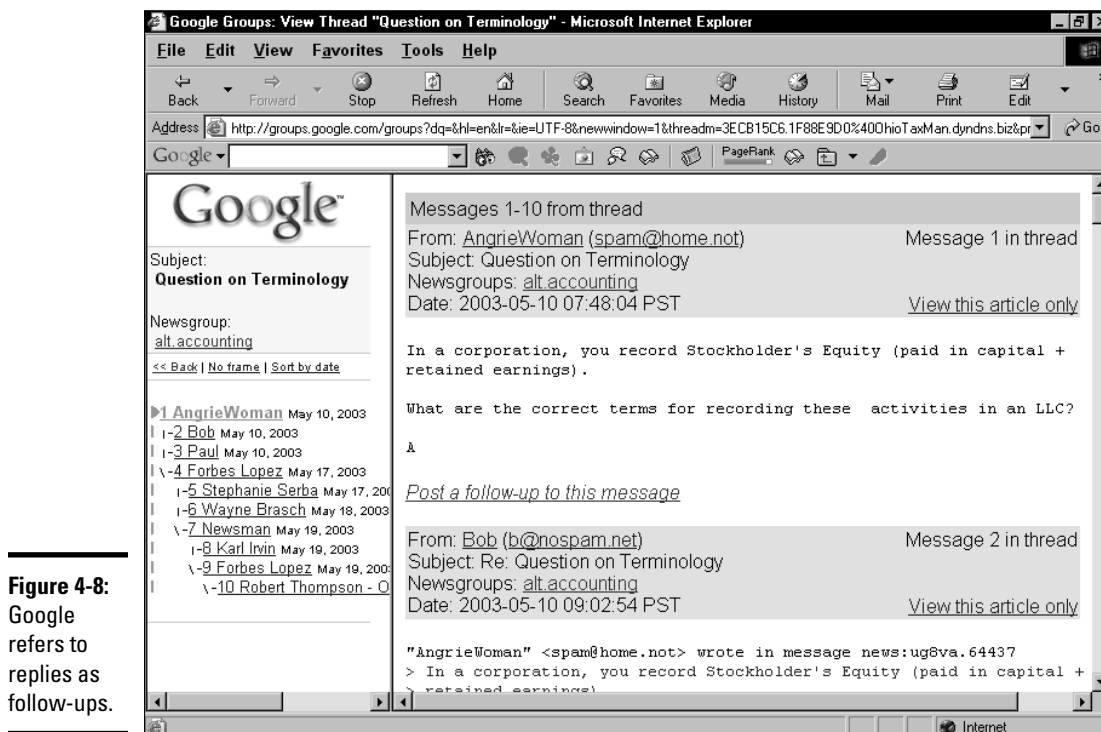 Google Groups: View Thread "Question on Terminology" - Microsoft Internet Explorer
File Edit View Favorites Tools Help
Back Forward Stop Refresh Home Search Favorites Media History Mail Print Edit
Address http://groups.google.com/groups?dq=&hl=en&lr=&ie=UTF-8&newwindow=1&threadm=3ECB15C6.1F88E9D0%40OhioTaxMan.dyndns.biz&pr Go
Google PageRank
Google™
Subject:
Question on Terminology
Newsgroup:
alt.accounting
<< Back | No frame | Sort by date
1 AngrieWoman May 10, 2003
|-2 Bob May 10, 2003
|-3 Paul May 10, 2003
\-4 Forbes Lopez May 17, 2003
|-5 Stephanie Serba May 17, 200
|-6 Wayne Brasch May 18, 2003
\-7 Newsman May 19, 2003
|-8 Karl Irvin May 19, 2003
\-9 Forbes Lopez May 19, 200
\-10 Robert Thompson - O
Messages 1-10 from thread
From: AngrieWoman (spam@home.not) Message 1 in thread
Subject: Question on Terminology
Newsgroups: alt.accounting
Date: 2003-05-10 07:48:04 PST View this article only
In a corporation, you record Stockholder's Equity (paid in capital +
retained earnings).
What are the correct terms for recording these activities in an LLC?
A
Post a follow-up to this message
From: Bob (b@nospam.net) Message 2 in thread
Subject: Re: Question on Terminology
Newsgroups: alt.accounting
Date: 2003-05-10 09:02:54 PST View this article only
"AngrieWoman" <spam@home.not> wrote in message news:ug8va.64437
> In a corporation, you record Stockholder's Equity (paid in capital +
> retained earnings)
Internet
Figure 4-8:
Google
refers to
replies as
follow-ups.